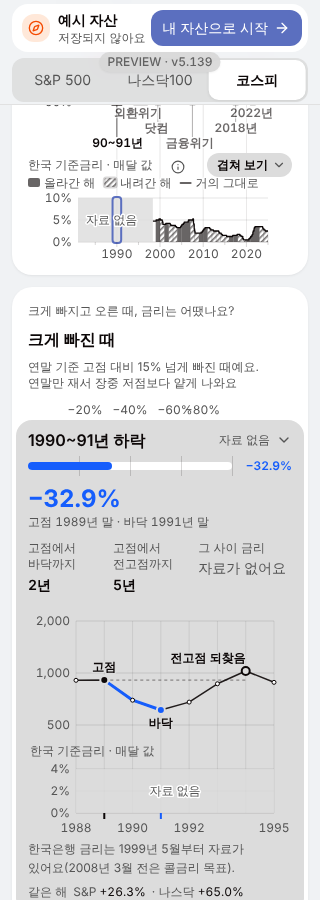 예시 자산
저장되지 않아요
내 자산으로 시작 →
PREVIEW · v5.139
S&P 500 나스닥100 코스피
외환위기 2022년
닷컴 2018년
90~91년 금융위기
한국 기준금리 · 매달 값 겹쳐 보기
올라간 해 내려간 해 거의 그대로
10%
5%
자료 없음
0%
1990 2000 2010 2020
크게 빠지고 오른 때, 금리는 어땠나요?
크게 빠진 때
연말 기준 고점 대비 15% 넘게 빠진 때예요.
연말만 재서 장중 저점보다 얕게 나와요
−20% −40% −60% −80%
1990~91년 하락 자료 없음
−32.9%
−32.9%
고점 1989년 말 · 바닥 1991년 말
고점에서 바닥까지
2년
고점에서 전고점까지
5년
그 사이 금리
자료가 없어요
2,000
전고점 되찾음
고점
1,000
바닥
500
한국 기준금리 · 매달 값
4%
2%
자료 없음
0%
1988 1990 1992 1995
한국은행 금리는 1999년 5월부터 자료가
있어요(2008년 3월 전은 콜금리 목표).
같은 해 S&P +26.3% · 나스닥 +65.0%